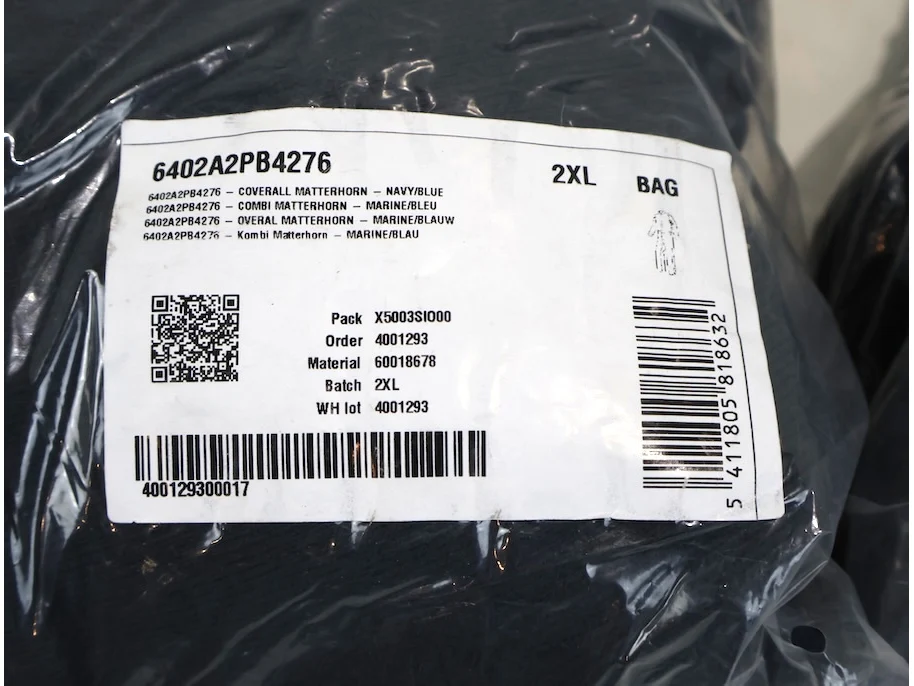 6402A2PB4276
2XL
BAG
6402A2PB4276 – COVERALL MATTERHORN – NAVY/BLUE
6402A2PB4276 – COMBI MATTERHORN – MARINE/BLEU
6402A2PB4276 – OVERAL MATTERHORN – MARINE/BLAUW
6402A2PB4276 – Kombi Matterhorn – MARINE/BLAU
Pack X5003SI000
Order 4001293
Material 60018678
Batch 2XL
WH lot 4001293
400129300017
5 411805 818632